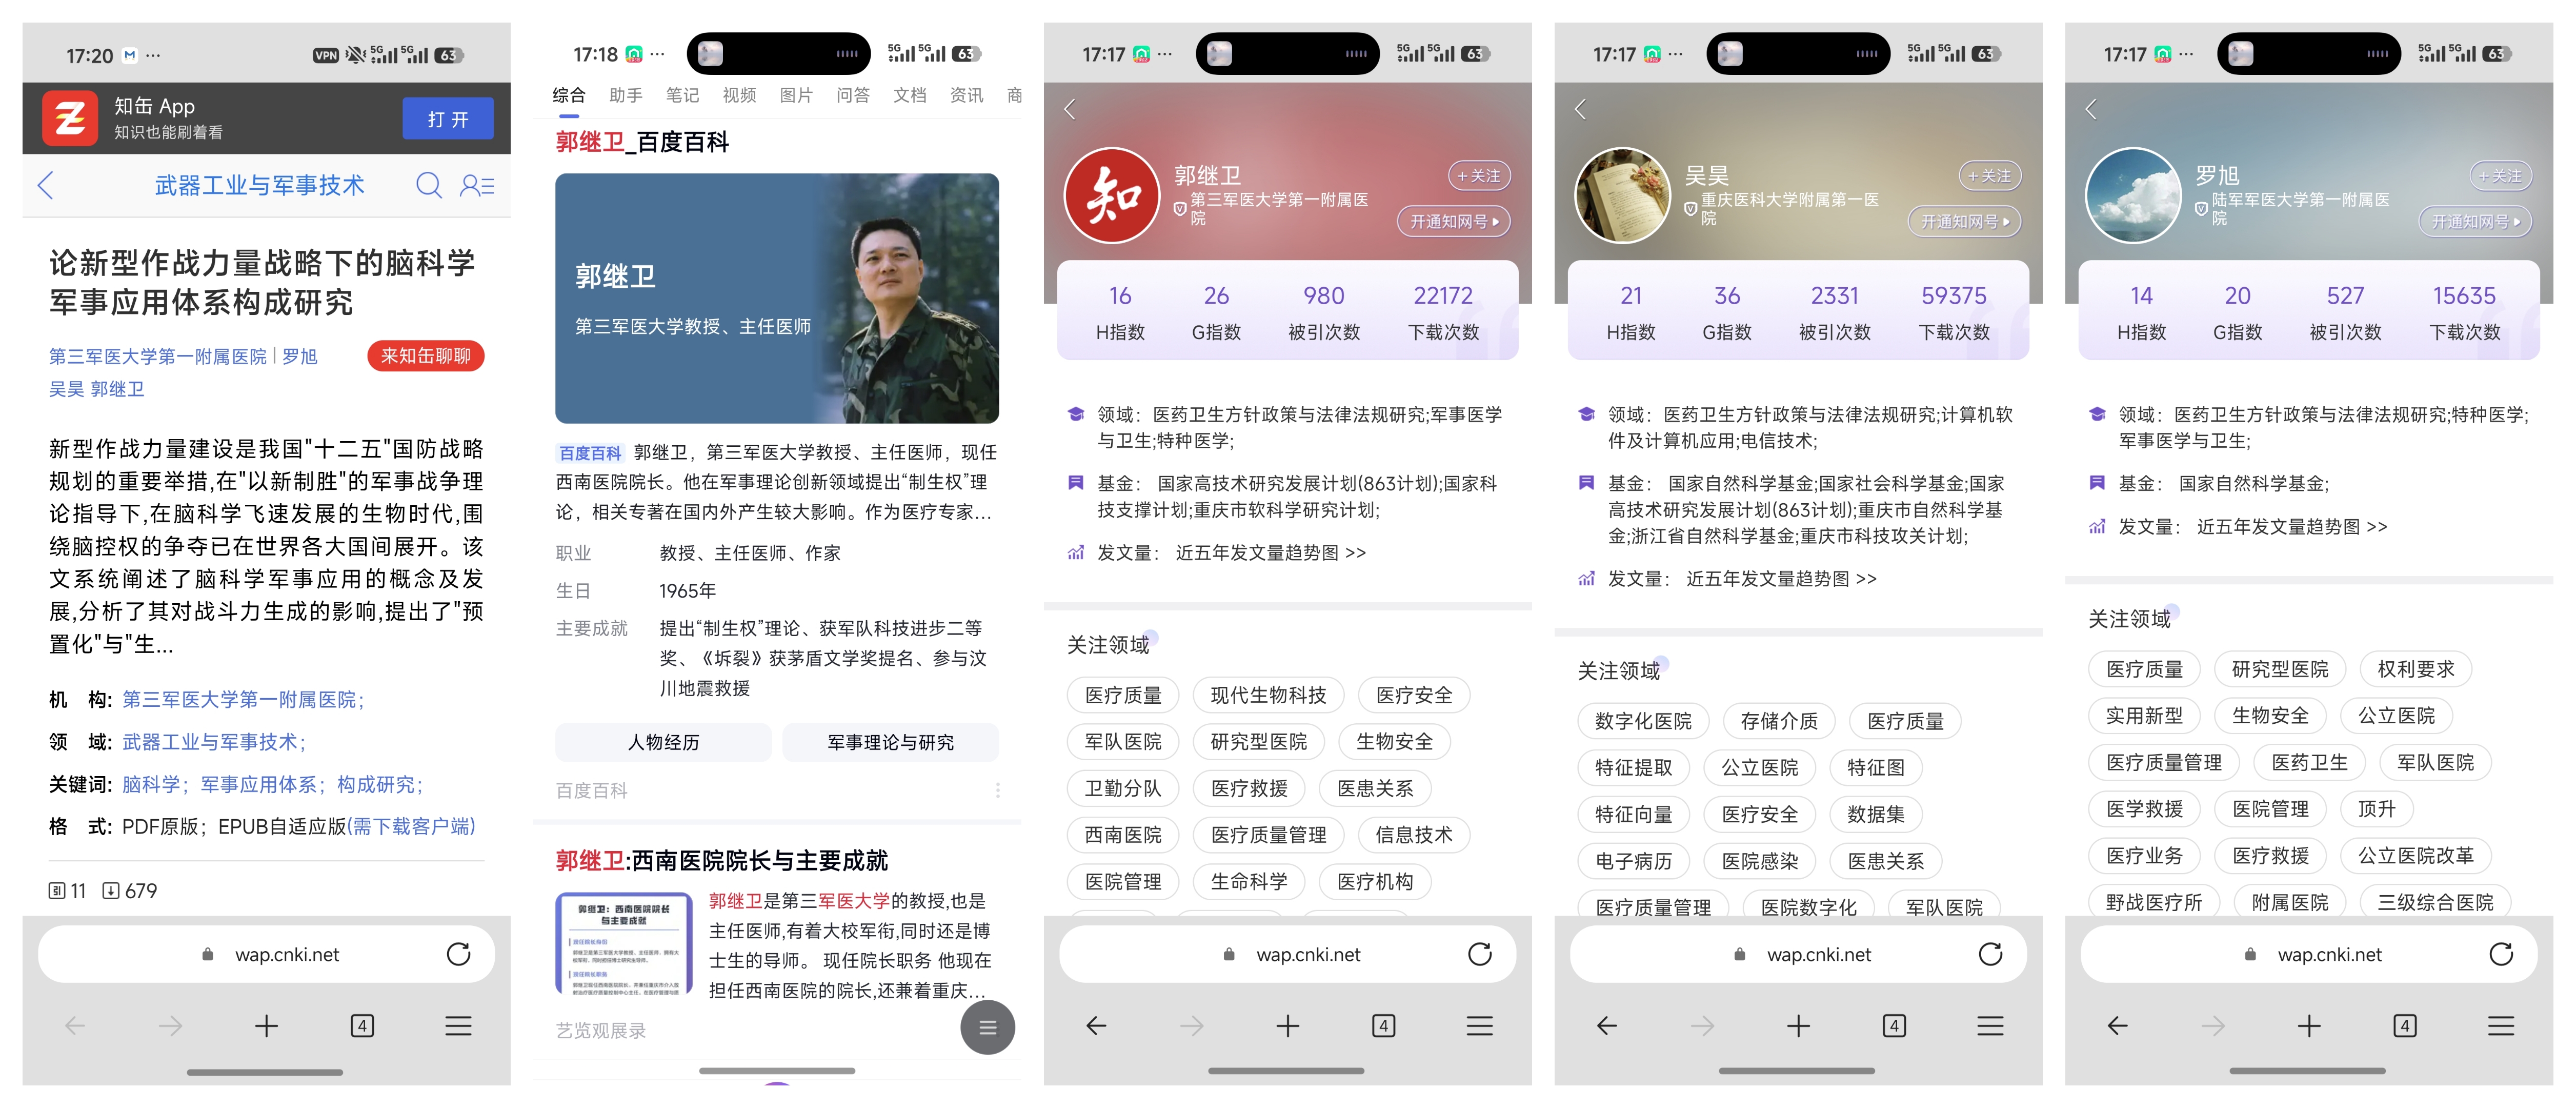 17:20 M ···
VPN 5G 5G 63
知缶 App
知识也能刷着看
打 开
武器工业与军事技术
论新型作战力量战略下的脑科学
军事应用体系构成研究
第三军医大学第一附属医院 | 罗旭
吴昊 郭继卫
来知缶聊聊
新型作战力量建设是我国"十二五"国防战略
规划的重要举措,在"以新制胜"的军事战争理
论指导下,在脑科学飞速发展的生物时代,围
绕脑控权的争夺已在世界各大国间展开。该
文系统阐述了脑科学军事应用的概念及发
展,分析了其对战斗力生成的影响,提出了"预
置化"与"生...
机 构: 第三军医大学第一附属医院;
领 域: 武器工业与军事技术;
关键词: 脑科学; 军事应用体系; 构成研究;
格 式: PDF原版; EPUB自适应版(需下载客户端)
11 679
wap.cnki.net
4
17:18 ···
5G 5G 63
综合 助手 笔记 视频 图片 问答 文档 资讯 商
郭继卫_百度百科
郭继卫
第三军医大学教授、主任医师
百度百科 郭继卫，第三军医大学教授、主任医师，现任
西南医院院长。他在军事理论创新领域提出“制生权”理
论，相关专著在国内外产生较大影响。作为医疗专家...
职业 教授、主任医师、作家
生日 1965年
主要成就 提出“制生权”理论、获军队科技进步二等
奖、《坼裂》获茅盾文学奖提名、参与汶
川地震救援
人物经历 军事理论与研究
百度百科
郭继卫:西南医院院长与主要成就
郭继卫：西南医院院长
与主要成就
郭继卫是第三军医大学的教授,也是
主任医师,有着大校军衔,同时还是博
士生的导师。 现任院长职务 他现在
担任西南医院的院长,还兼着重庆...
艺览观展录
17:17 ···
5G 5G 63
知
郭继卫
第三军医大学第一附属医
院
+关注
开通知网号
16 26 980 22172
H指数 G指数 被引次数 下载次数
领域：医药卫生方针政策与法律法规研究;军事医学
与卫生;特种医学;
基金： 国家高技术研究发展计划(863计划);国家科
技支撑计划;重庆市软科学研究计划;
发文量： 近五年发文量趋势图 >>
关注领域
医疗质量 现代生物科技 医疗安全
军队医院 研究型医院 生物安全
卫勤分队 医疗救援 医患关系
西南医院 医疗质量管理 信息技术
医院管理 生命科学 医疗机构
wap.cnki.net
4
17:17 ···
5G 5G 63
吴昊
重庆医科大学附属第一医
院
+关注
开通知网号
21 36 2331 59375
H指数 G指数 被引次数 下载次数
领域：医药卫生方针政策与法律法规研究;计算机软
件及计算机应用;电信技术;
基金： 国家自然科学基金;国家社会科学基金;国家
高技术研究发展计划(863计划);重庆市自然科学基
金;浙江省自然科学基金;重庆市科技攻关计划;
发文量： 近五年发文量趋势图 >>
关注领域
数字化医院 存储介质 医疗质量
特征提取 公立医院 特征图
特征向量 医疗安全 数据集
电子病历 医院感染 医患关系
医疗质量管理 医院数字化 军队医院
wap.cnki.net
4
17:17 ···
5G 5G 63
罗旭
陆军军医大学第一附属医
院
+关注
开通知网号
14 20 527 15635
H指数 G指数 被引次数 下载次数
领域：医药卫生方针政策与法律法规研究;特种医学;
军事医学与卫生;
基金： 国家自然科学基金;
发文量： 近五年发文量趋势图 >>
关注领域
医疗质量 研究型医院 权利要求
实用新型 生物安全 公立医院
医疗质量管理 医药卫生 军队医院
医学救援 医院管理 顶升
医疗业务 医疗救援 公立医院改革
野战医疗所 附属医院 三级综合医院
wap.cnki.net
4